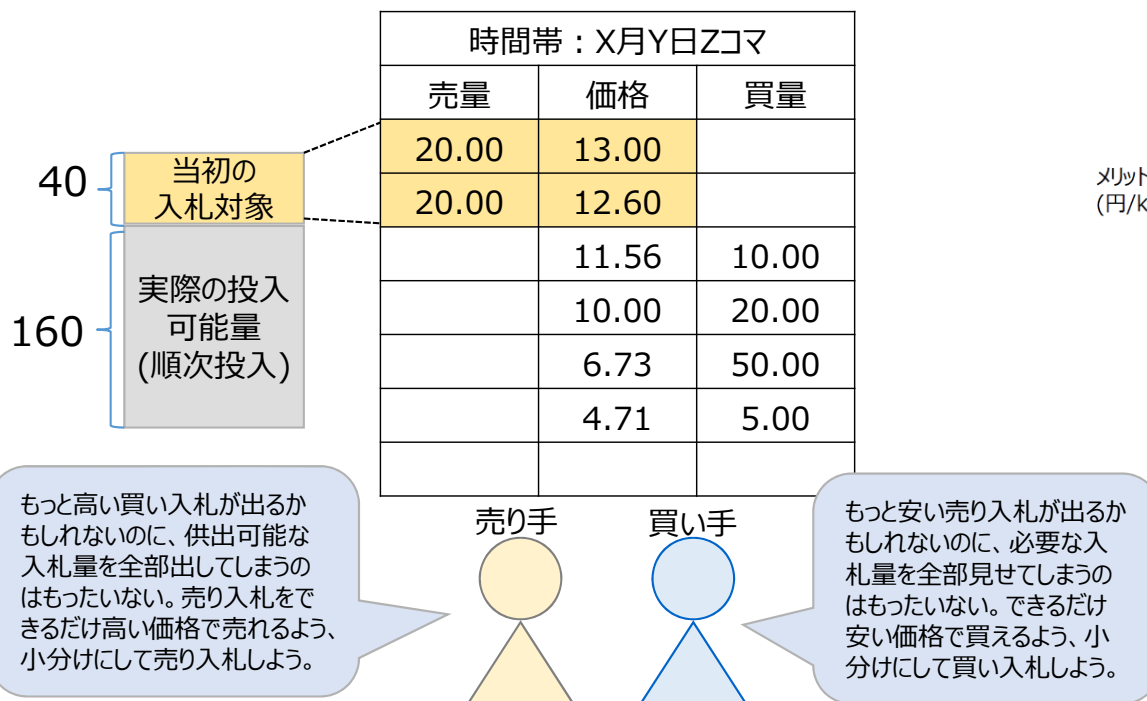 時間帯：X月Y日Zコマ
売量 価格 買量
20.00 13.00
20.00 12.60
11.56 10.00
10.00 20.00
6.73 50.00
4.71 5.00
40
当初の
入札対象
160
実際の投入
可能量
(順次投入)
メリット
(円/k
もっと高い買い入札が出るか
もしれないのに、供出可能な
入札量を全部出してしまうの
はもったいない。売り入札をで
きるだけ高い価格で売れるよう、
小分けにして売り入札しよう。
売り手
買い手
もっと安い売り入札が出るか
もしれないのに、必要な入
札量を全部見せてしまうの
はもったいない。できるだけ
安い価格で買えるよう、小
分けにして買い入札しよう。